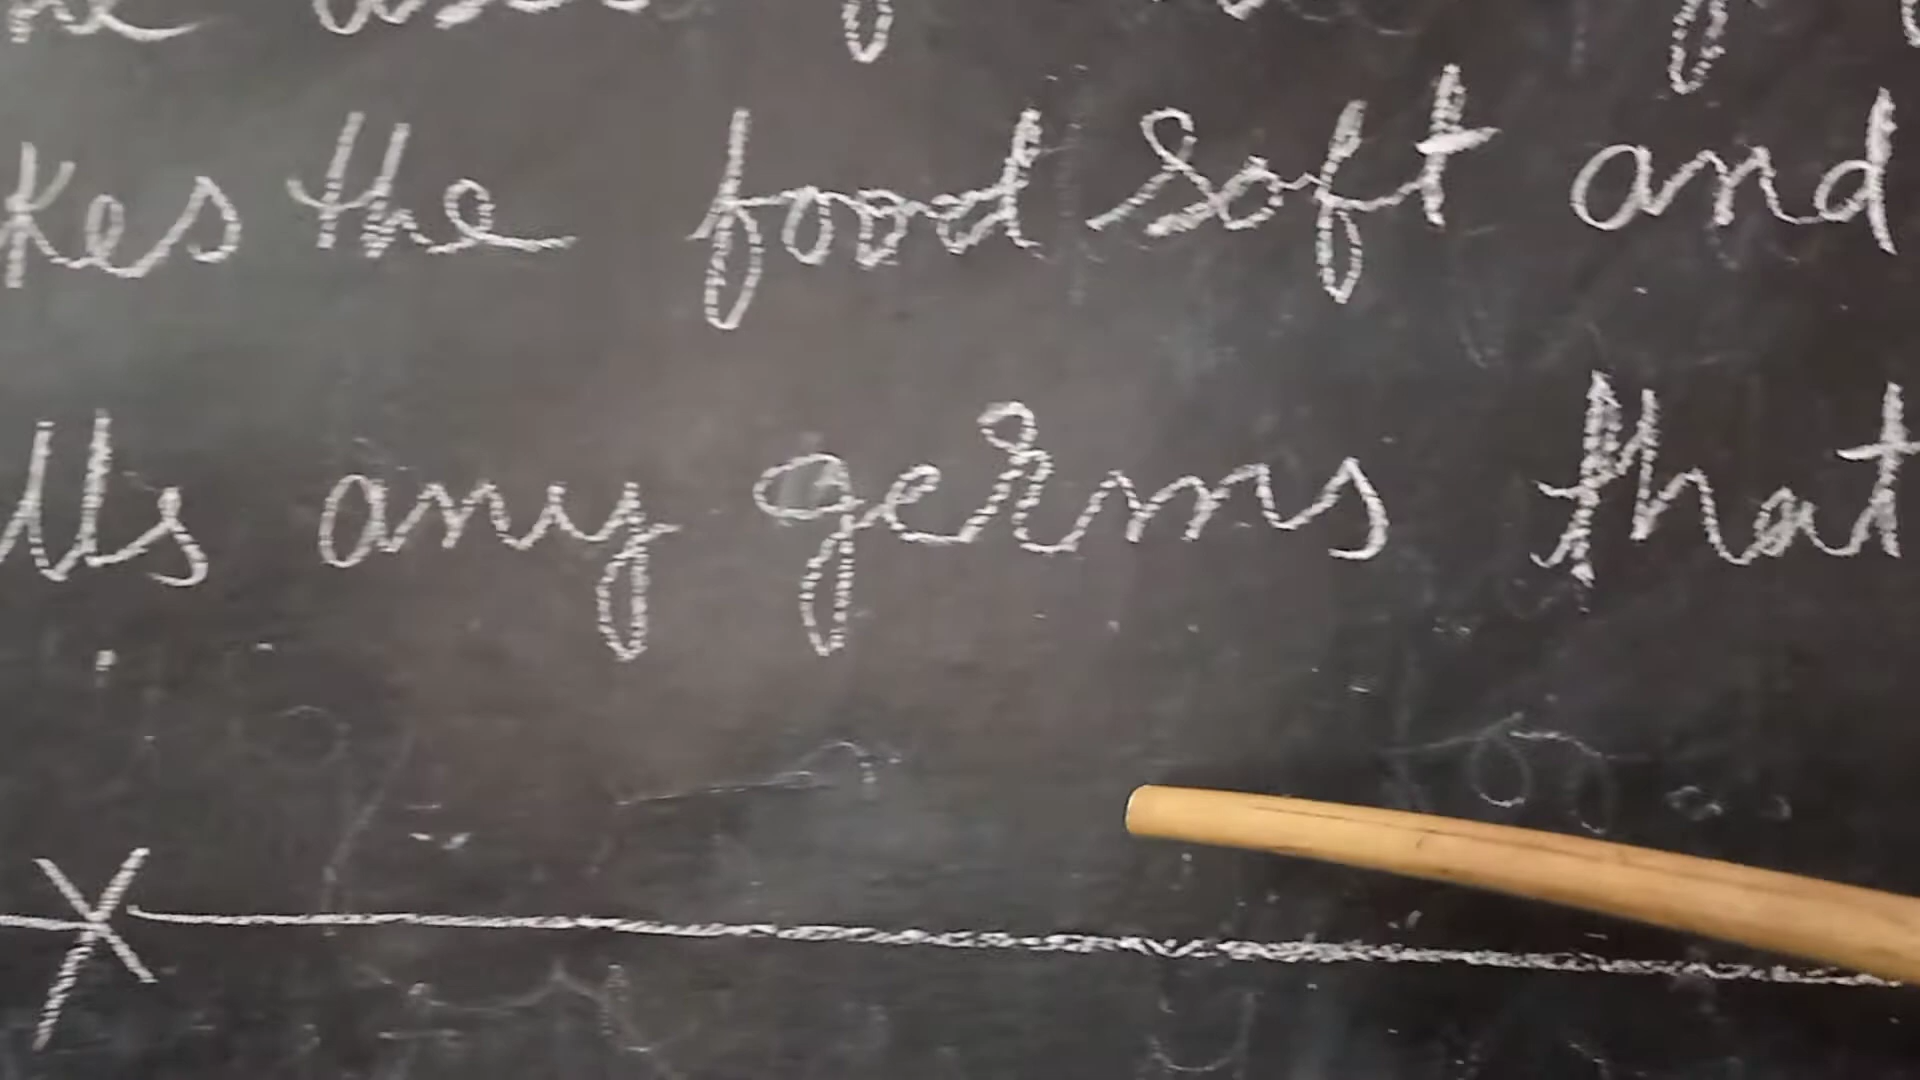 kes the food soft and
lls any germs that
X